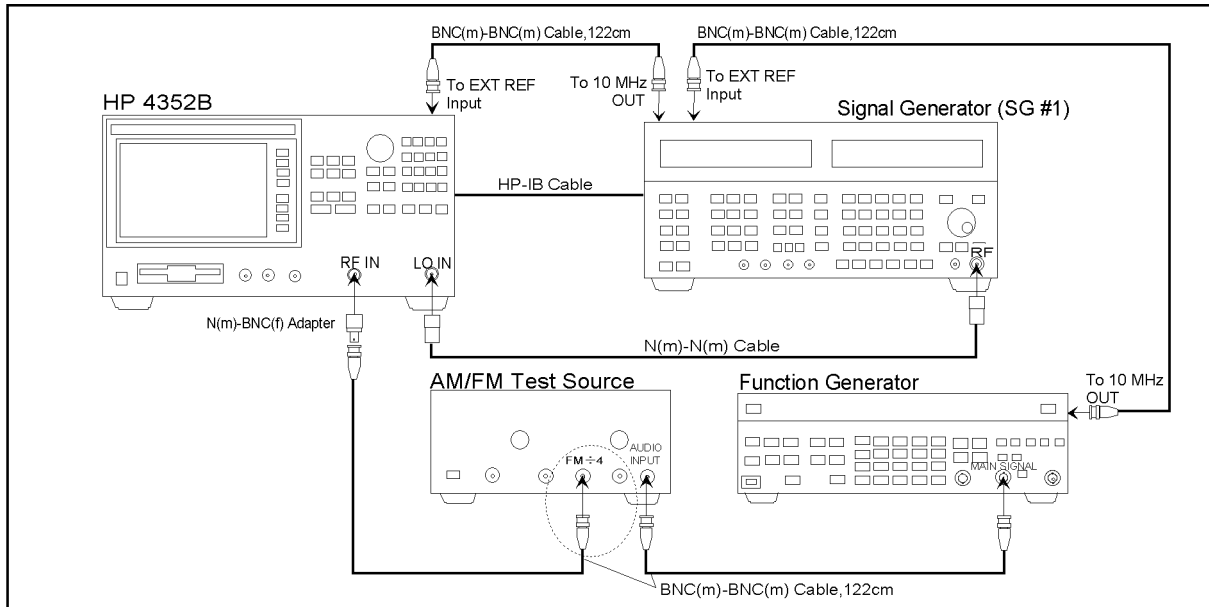 BNC(m)-BNC(m) Cable,122cm
BNC(m)-BNC(m) Cable,122cm
To EXT REF
Input
To 10 MHz
OUT
To EXT REF
Input
HP 4352B
Signal Generator (SG #1)
HP-IB Cable
RF IN
LO IN
RF
N(m)-BNC(f) Adapter
N(m)-N(m) Cable
AM/FM Test Source
Function Generator
To 10 MHz
OUT
AUDIO
INPUT
FM÷4
MAIN SIGNAL
BNC(m)-BNC(m) Cable,122cm